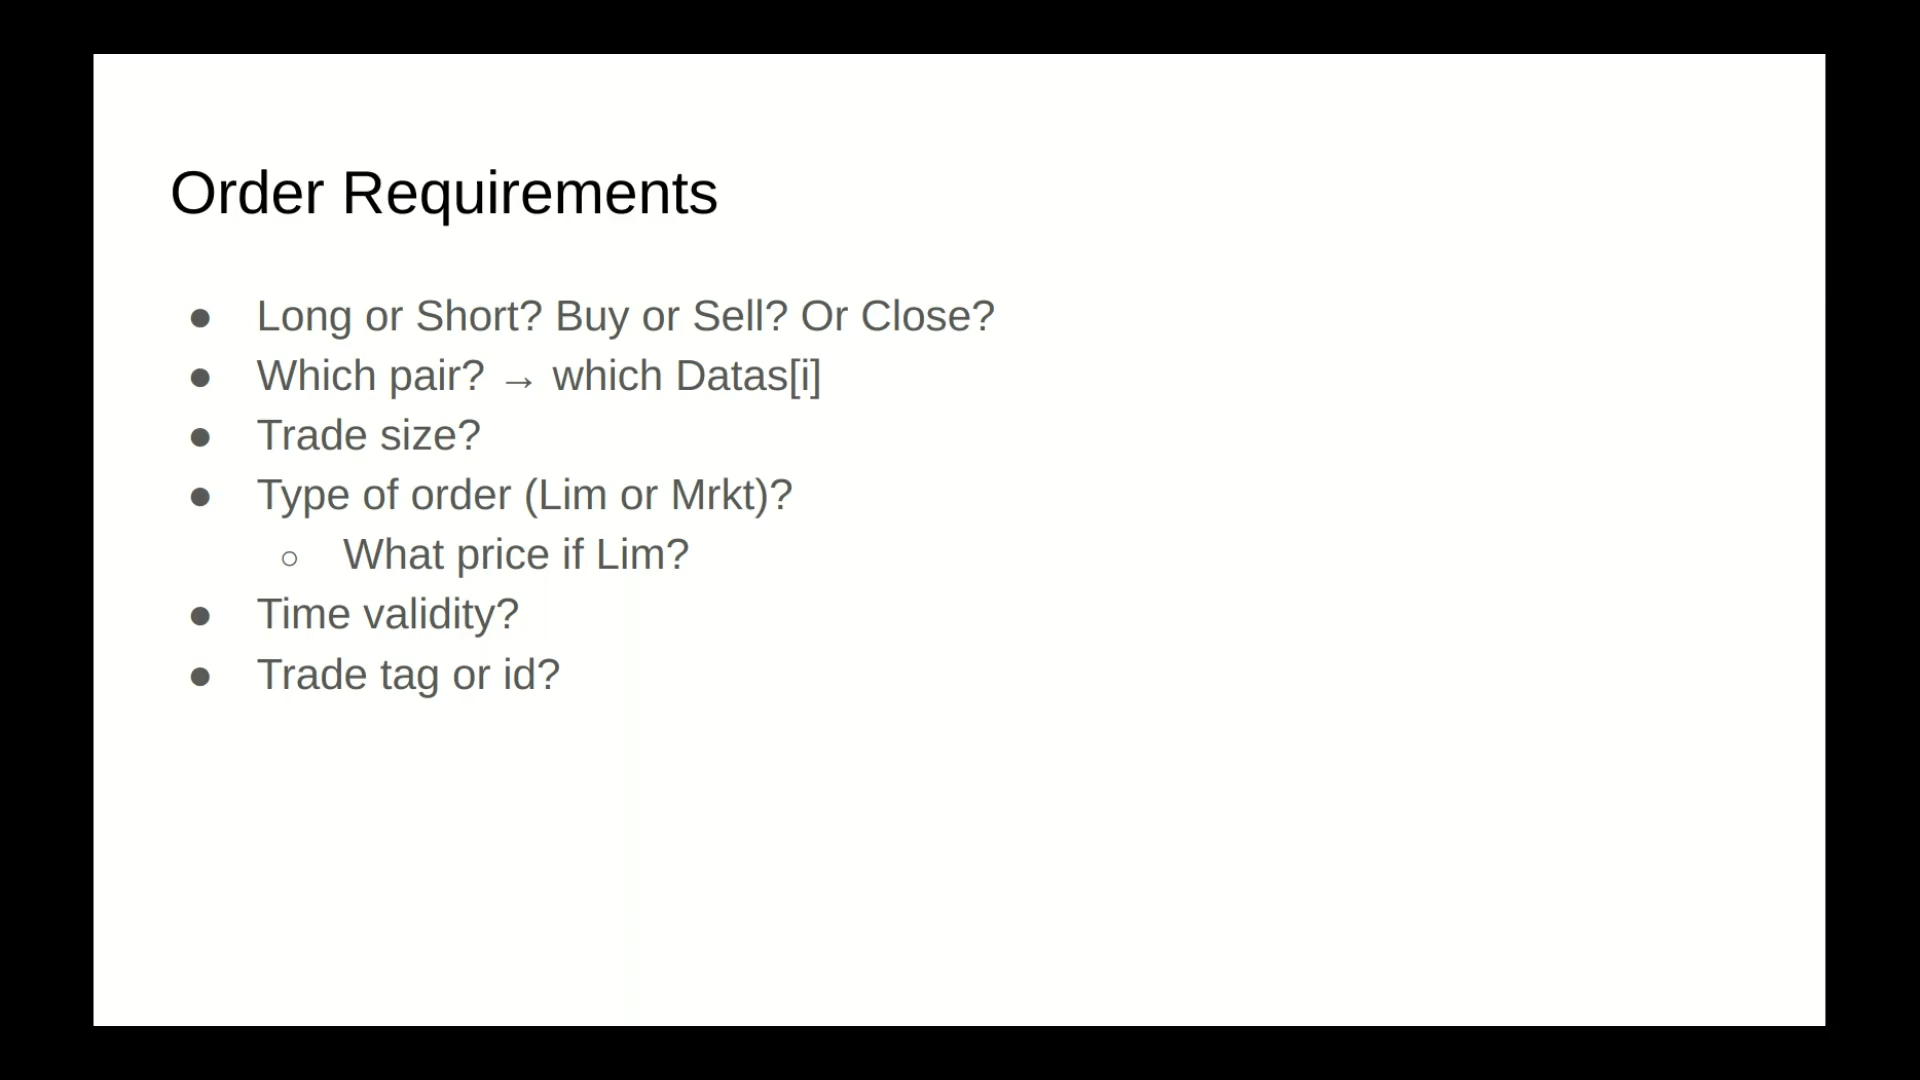 Order Requirements
● Long or Short? Buy or Sell? Or Close?
● Which pair? → which Datas[i]
● Trade size?
● Type of order (Lim or Mrkt)?
○ What price if Lim?
● Time validity?
● Trade tag or id?